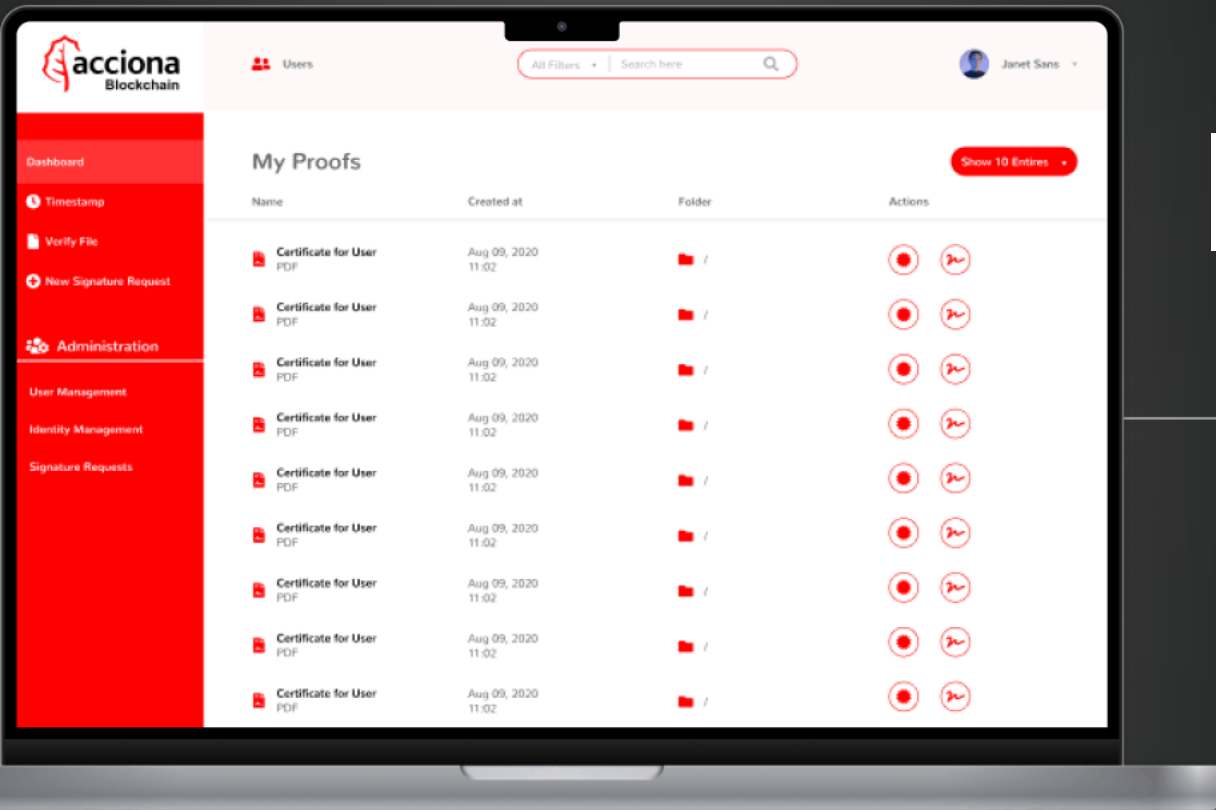 acciona
Blockchain
Users
All Filters
Search here
Janet Sans
Dashboard
Timestamp
Verify File
New Signature Request
Administration
User Management
Identity Management
Signature Requests
My Proofs
Show 10 Entires
Name Created at Folder Actions
Certificate for User Aug 09, 2020
PDF 11:02 /
Certificate for User Aug 09, 2020
PDF 11:02 /
Certificate for User Aug 09, 2020
PDF 11:02 /
Certificate for User Aug 09, 2020
PDF 11:02 /
Certificate for User Aug 09, 2020
PDF 11:02 /
Certificate for User Aug 09, 2020
PDF 11:02 /
Certificate for User Aug 09, 2020
PDF 11:02 /
Certificate for User Aug 09, 2020
PDF 11:02 /
Certificate for User Aug 09, 2020
PDF 11:02 /